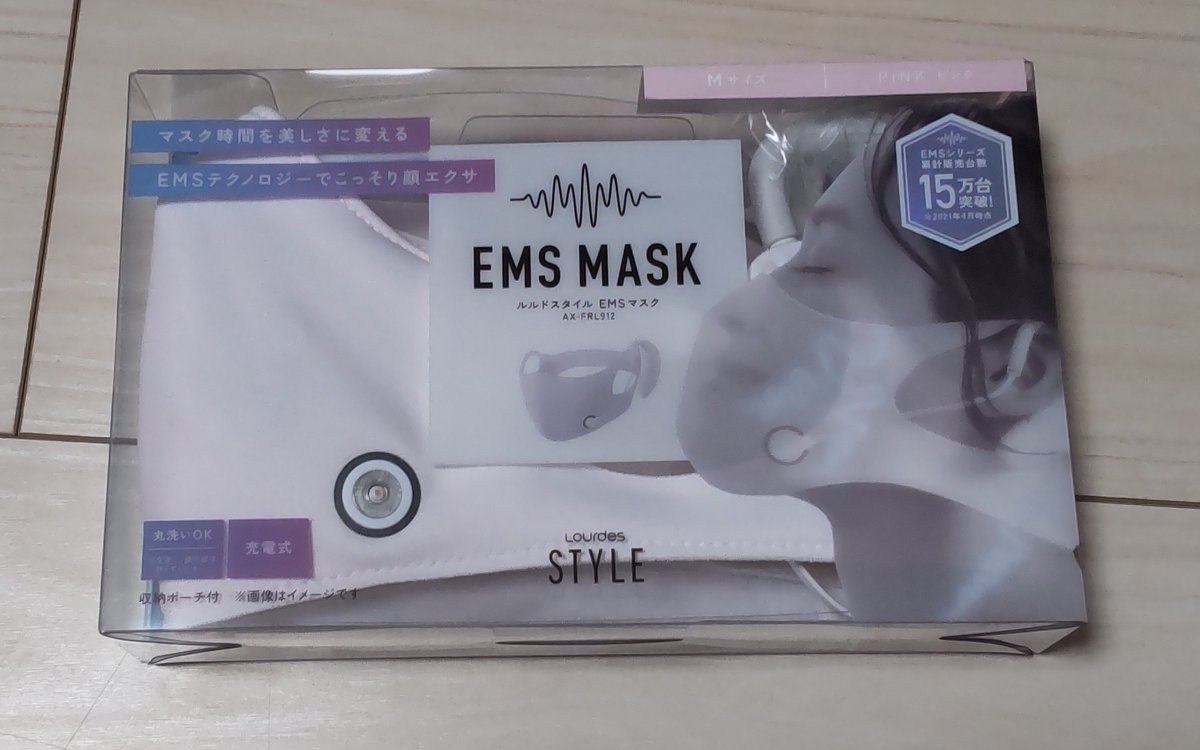 Mサイズ
PINK ピンク
マスク時間を美しさに変える
EMSテクノロジーでこっそり顔エクサ
EMSシリーズ
累計販売台数
15万台
突破!
※2021年4月時点
EMS MASK
ルルドスタイル EMSマスク
AX-FRL912
丸洗いOK
充電式
Lourdes
STYLE
収納ポーチ付 ※画像はイメージです